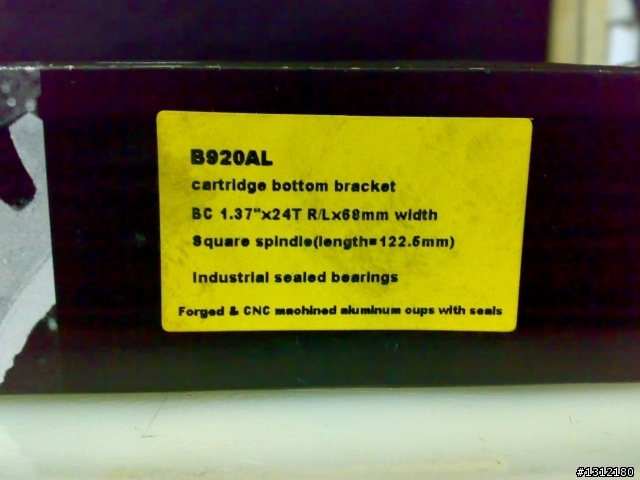 B920AL
cartridge bottom bracket
BC 1.37"x24T R/Lx68mm width
Square spindle(length=122.5mm)
Industrial sealed bearings
Forged & CNC machined aluminum cups with seals
#1312180